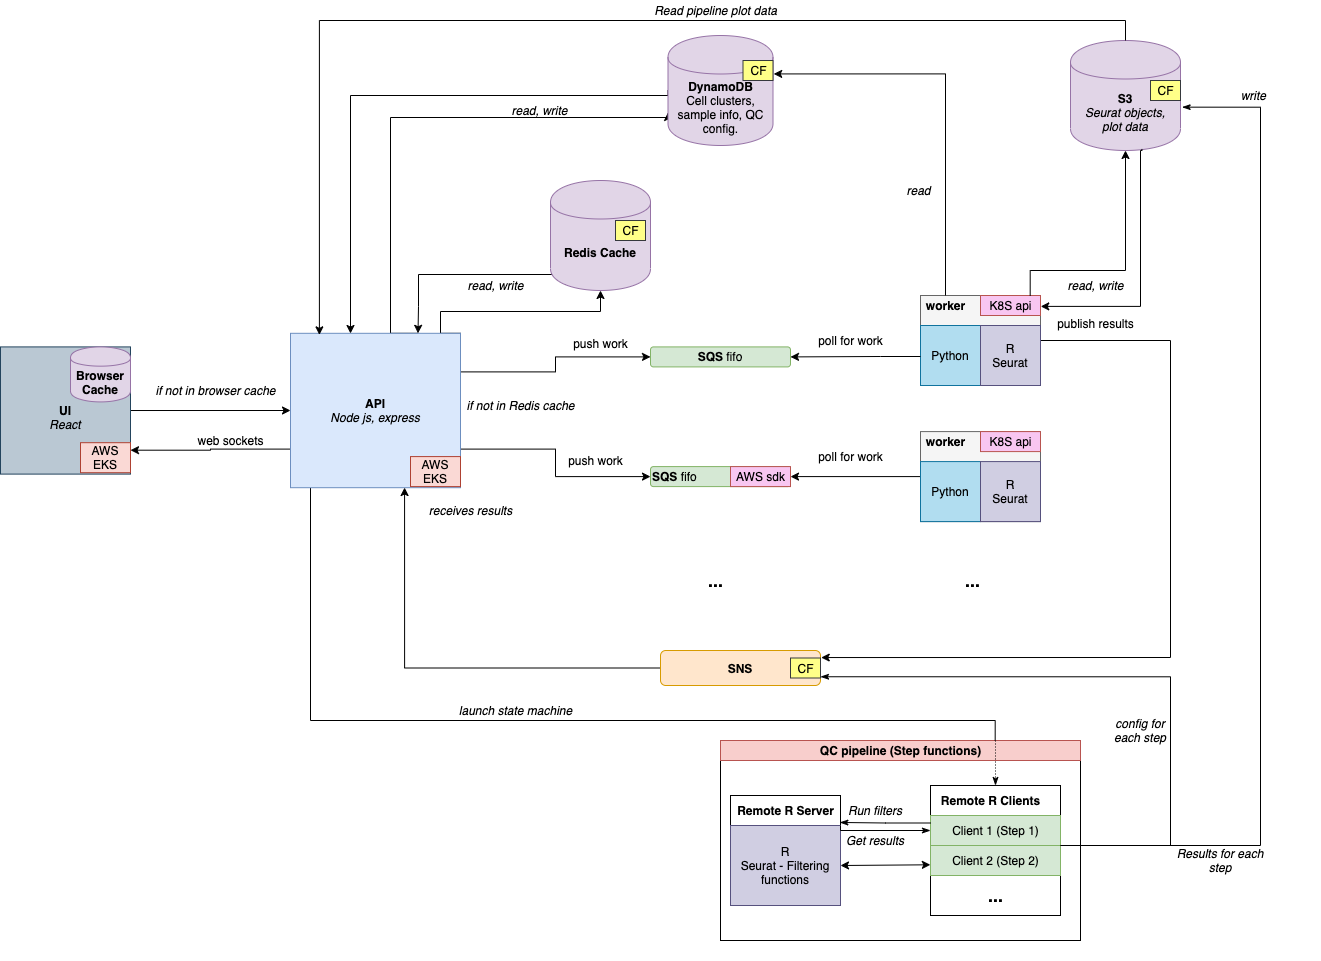 Read pipeline plot data
CF
DynamoDB
Cell clusters,
sample info, QC
config.
read, write
CF
S3
Seurat objects,
plot data
write
read
CF
Redis Cache
read, write
read, write
worker
K8S api
Python
R
Seurat
publish results
push work
SQS fifo
poll for work
Browser
Cache
UI
React
AWS
EKS
if not in browser cache
web sockets
API
Node js, express
AWS
EKS
if not in Redis cache
push work
SQS fifo
AWS sdk
poll for work
worker
K8S api
Python
R
Seurat
receives results
...
...
SNS
CF
launch state machine
config for
each step
QC pipeline (Step functions)
Remote R Server
R
Seurat - Filtering
functions
Run filters
Get results
Remote R Clients
Client 1 (Step 1)
Client 2 (Step 2)
...
Results for each
step